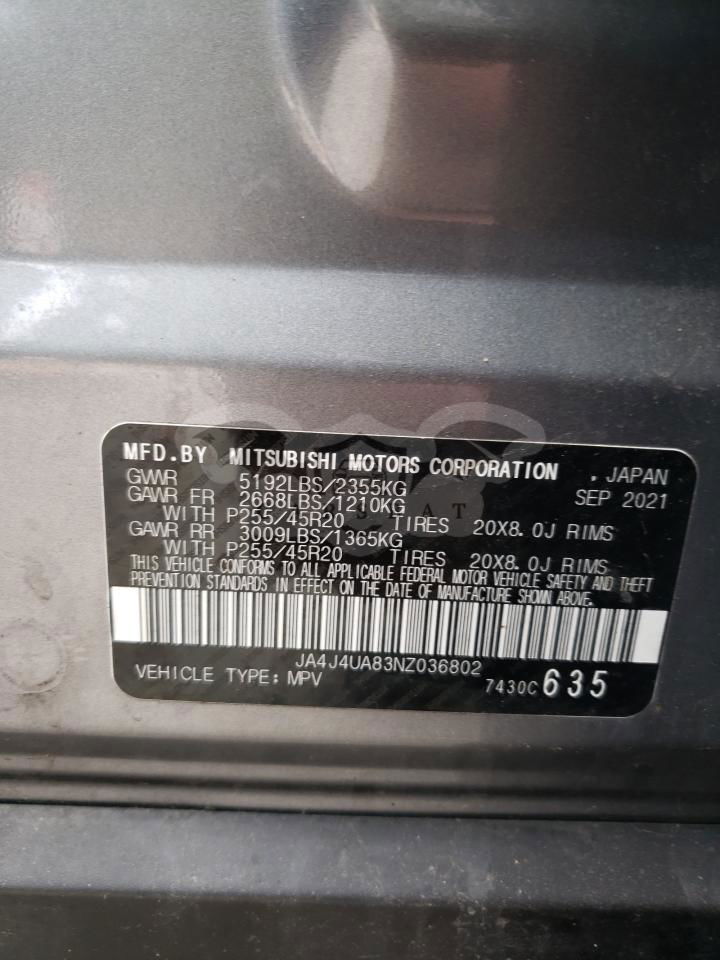 MFD.BY MITSUBISHI MOTORS CORPORATION , JAPAN
GVWR 5192LBS/2355KG SEP 2021
GAWR FR 2668LBS/1210KG
WITH P255/45R20 TIRES 20X8.0J RIMS
GAWR RR 3009LBS/1365KG
WITH P255/45R20 TIRES 20X8.0J RIMS
THIS VEHICLE CONFORMS TO ALL APPLICABLE FEDERAL MOTOR VEHICLE SAFETY AND THEFT
PREVENTION STANDARDS IN EFFECT ON THE DATE OF MANUFACTURE SHOWN ABOVE.
JA4J4UA83NZ036802
VEHICLE TYPE: MPV 7430C 635